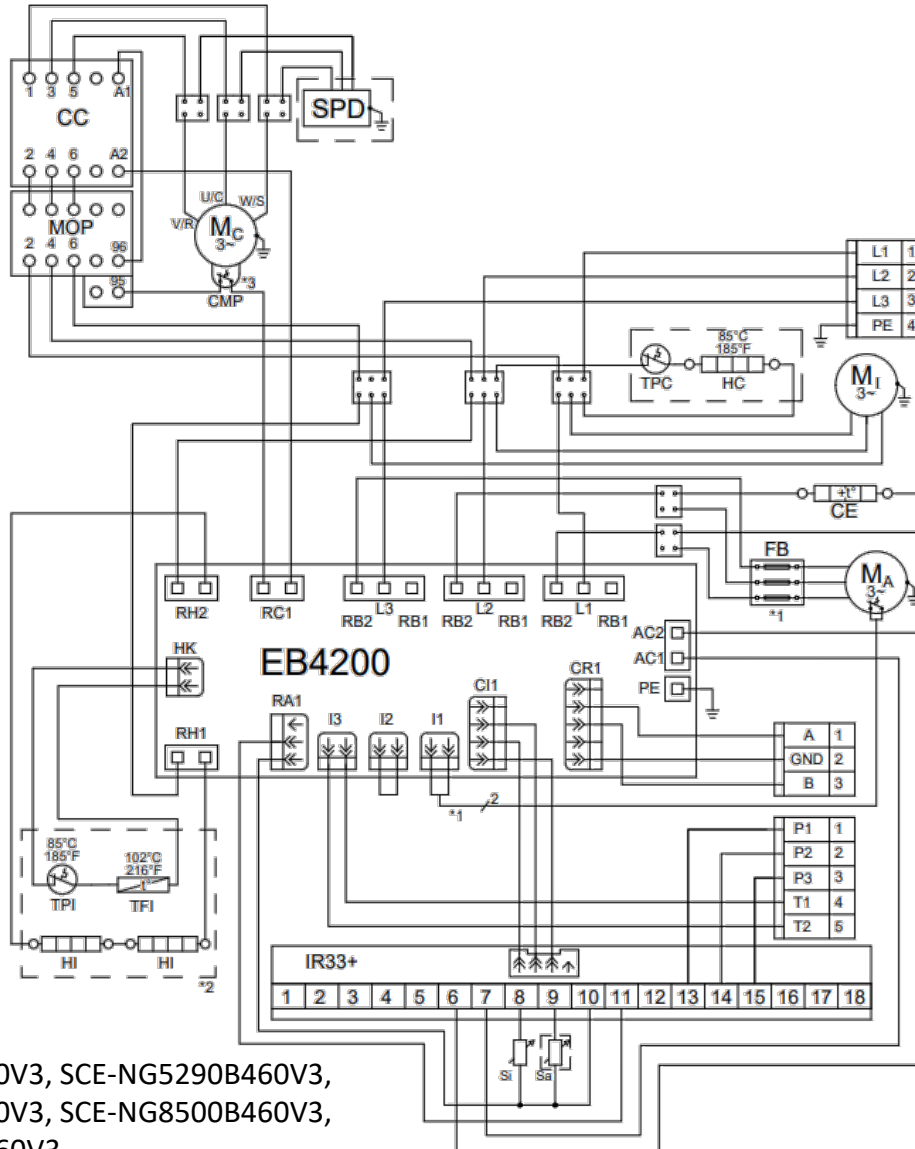 1 3 5 A1
CC
SPD
2 4 6 A2
U/C
V/R
W/S
MOP
MC
3~
2 4 6 96
95
*3
CMP
L1 1
L2 2
L3 3
PE 4
85°C
185°F
TPC
HC
MI
3~
+t°
CE
FB
MA
3~
*1
RH2
RC1
RB2 L3 RB1
RB2 L2 RB1
RB2 L1 RB1
AC2
AC1
PE
HK
EB4200
CI1
CR1
RA1
I3
I2
I1
RH1
A 1
GND 2
B 3
*1
2
P1 1
P2 2
P3 3
T1 4
T2 5
85°C
185°F
102°C
216°F
t°
TPI
TFI
HI
HI
*2
IR33+
1 2 3 4 5 6 7 8 9 10 11 12 13 14 15 16 17 18
Si
Sa
0V3, SCE-NG5290B460V3,
0V3, SCE-NG8500B460V3,